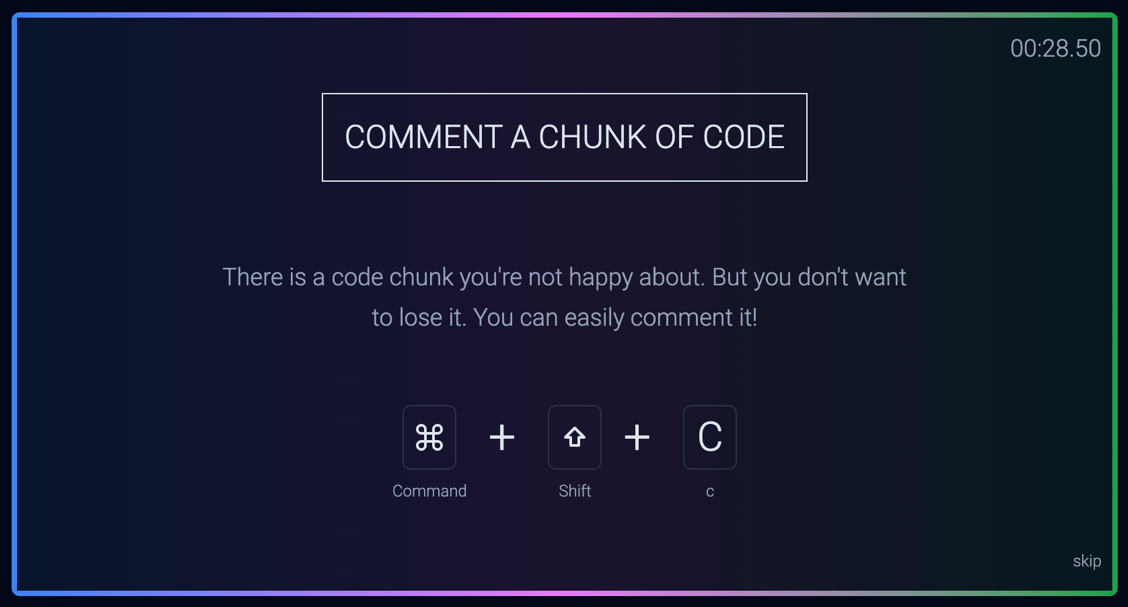 00:28.50
COMMENT A CHUNK OF CODE
There is a code chunk you're not happy about. But you don't want
to lose it. You can easily comment it!
⌘ + ⇧ + C
Command Shift c
skip